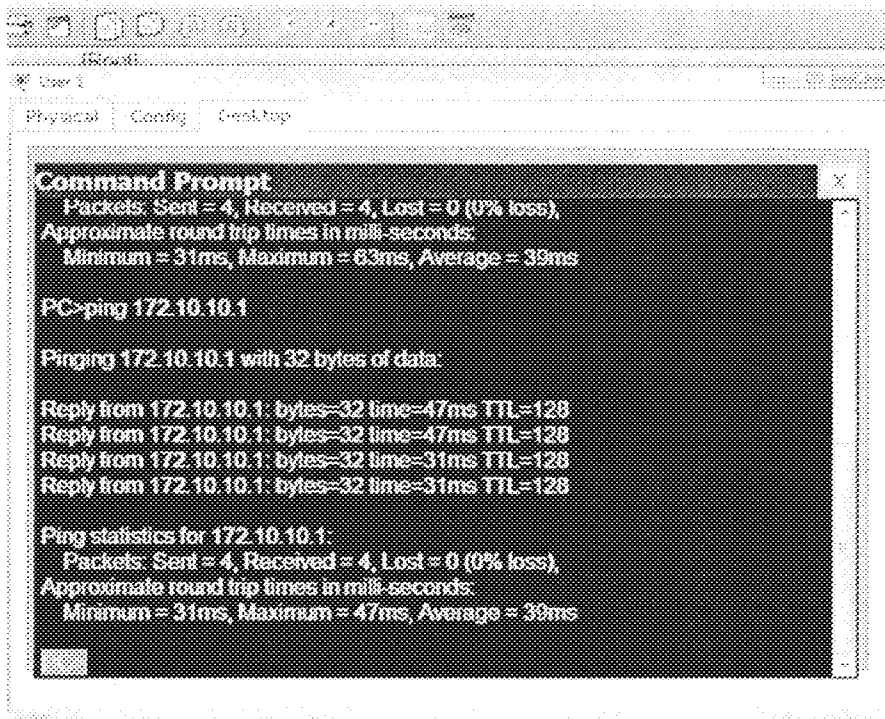 (Root)
User 1
Physical Config Desktop
Command Prompt
X
Packets: Sent = 4, Received = 4, Lost = 0 (0% loss),
Approximate round trip times in milli-seconds:
Minimum = 31ms, Maximum = 63ms, Average = 39ms
PC>ping 172.10.10.1
Pinging 172.10.10.1 with 32 bytes of data:
Reply from 172.10.10.1: bytes=32 time=47ms TTL=128
Reply from 172.10.10.1: bytes=32 time=47ms TTL=128
Reply from 172.10.10.1: bytes=32 time=31ms TTL=128
Reply from 172.10.10.1: bytes=32 time=31ms TTL=128
Ping statistics for 172.10.10.1:
Packets: Sent = 4, Received = 4, Lost = 0 (0% loss),
Approximate round trip times in milli-seconds:
Minimum = 31ms, Maximum = 47ms, Average = 39ms